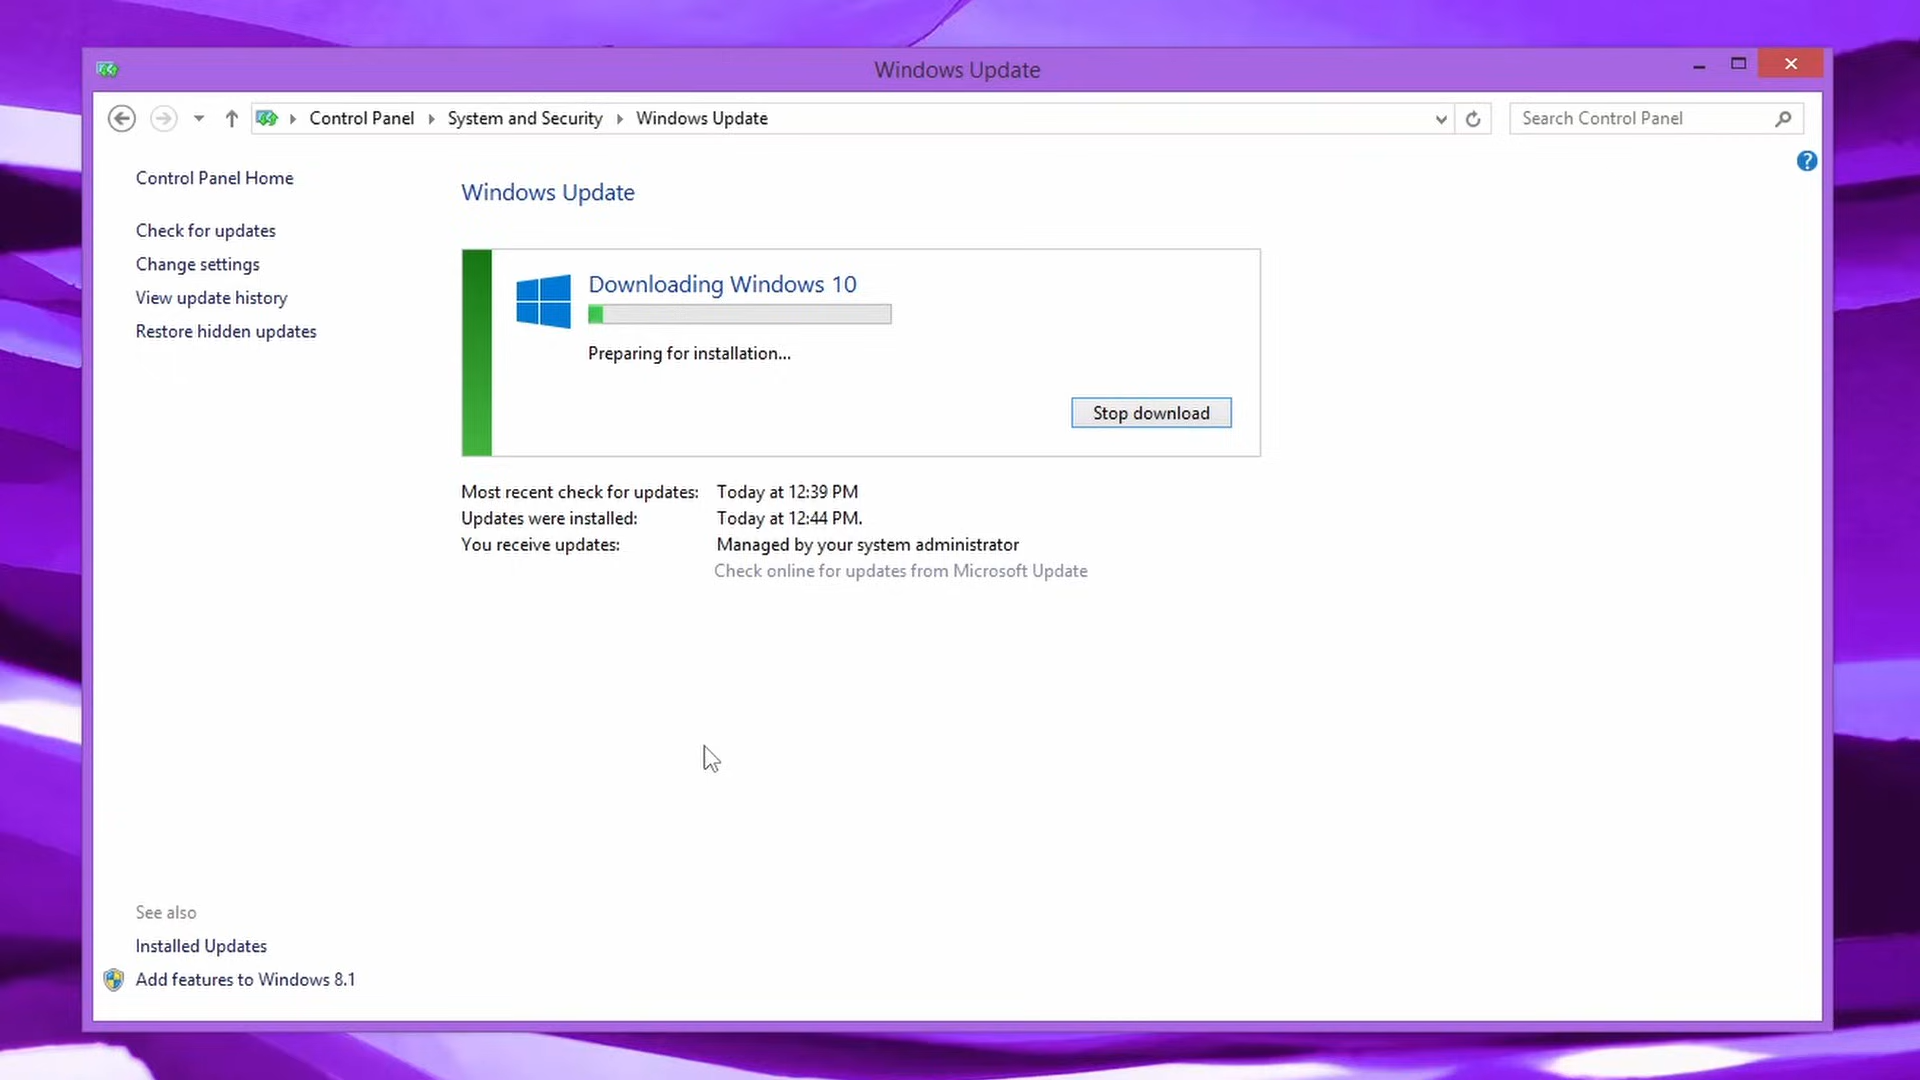 Windows Update
Control Panel System and Security Windows Update
Search Control Panel
Control Panel Home
Check for updates
Change settings
View update history
Restore hidden updates
Windows Update
Downloading Windows 10
Preparing for installation...
Stop download
Most recent check for updates: Today at 12:39 PM
Updates were installed: Today at 12:44 PM.
You receive updates: Managed by your system administrator
Check online for updates from Microsoft Update
See also
Installed Updates
Add features to Windows 8.1